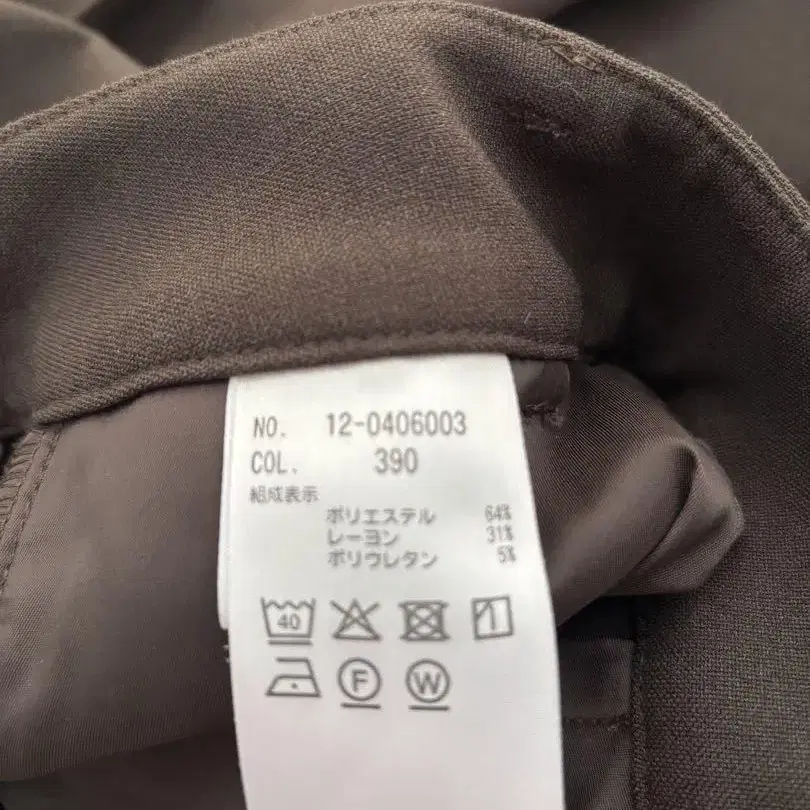 NO. 12-0406003
COL. 390
組成表示
ポリエステル 64%
レーヨン 31%
ポリウレタン 5%
40
F W